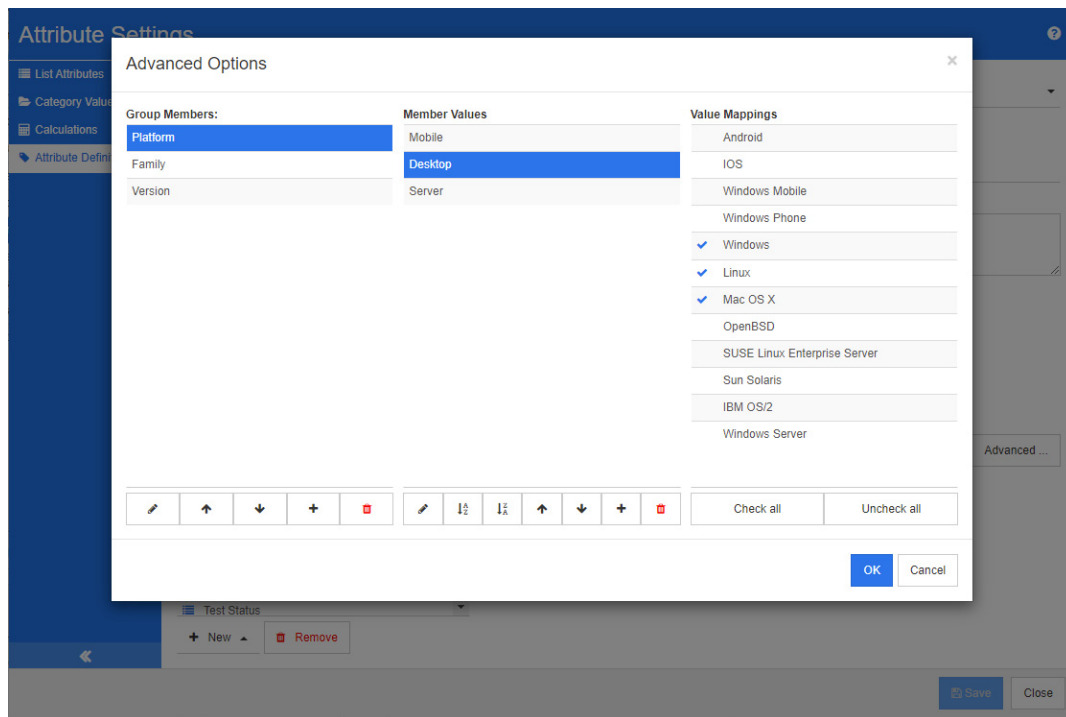 Attribute Settings
List Attributes
Category Value
Calculations
Attribute Defini
Advanced Options
Group Members:
Platform
Family
Version
Member Values
Mobile
Desktop
Server
Value Mappings
Android
IOS
Windows Mobile
Windows Phone
Windows
Linux
Mac OS X
OpenBSD
SUSE Linux Enterprise Server
Sun Solaris
IBM OS/2
Windows Server
Check all
Uncheck all
OK
Cancel
Advanced ...
Test Status
New
Remove
Save
Close